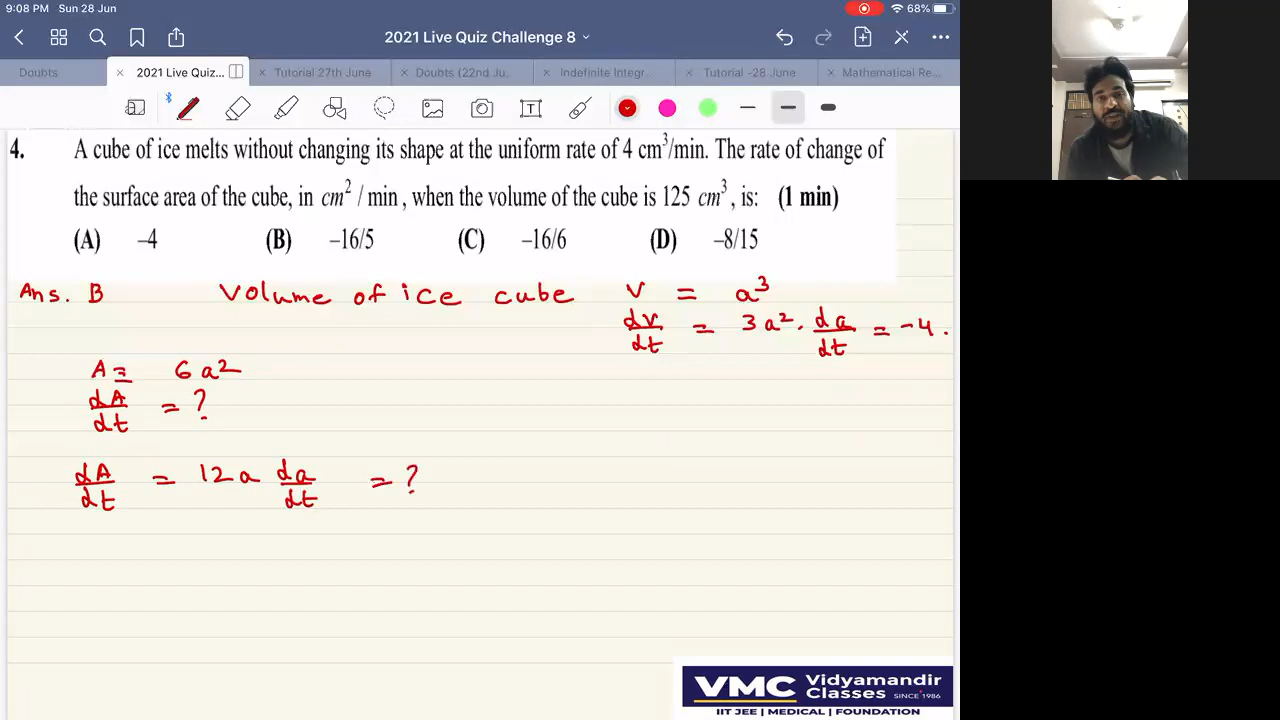 9:08 PM Sun 28 Jun
68%
2021 Live Quiz Challenge 8
Doubts
2021 Live Quiz...
Tutorial 27th June
Doubts (22nd Ju...
Indefinite Integr...
Tutorial -28 June
Mathematical Re...
4. A cube of ice melts without changing its shape at the uniform rate of 4 cm³/min. The rate of change of
the surface area of the cube, in cm² / min, when the volume of the cube is 125 cm³, is: (1 min)
(A) –4 (B) –16/5 (C) –16/6 (D) –8/15
Ans. B Volume of ice cube V = a³
dv/dt = 3a². da/dt = -4.
A = 6a²
dA/dt = ?
dA/dt = 12a da/dt = ?
VMC Vidyamandir Classes SINCE 1986
IIT JEE | MEDICAL | FOUNDATION